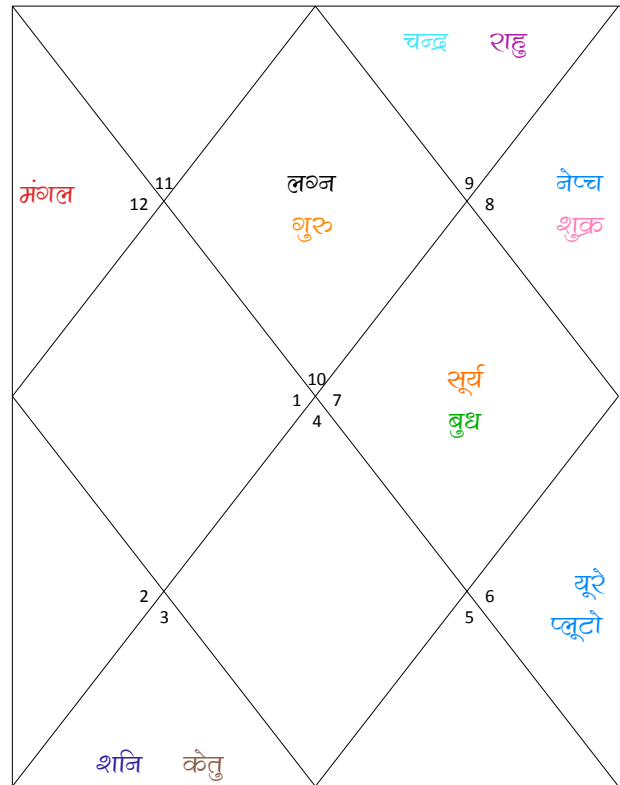 चन्द्र राहु
मंगल 11 लग्न 9 नेप्च
12 गुरु 8 शुक्र
10 सूर्य
1 7
4 बुध
2 6 यूरे
3 5 प्लूटो
शनि केतु